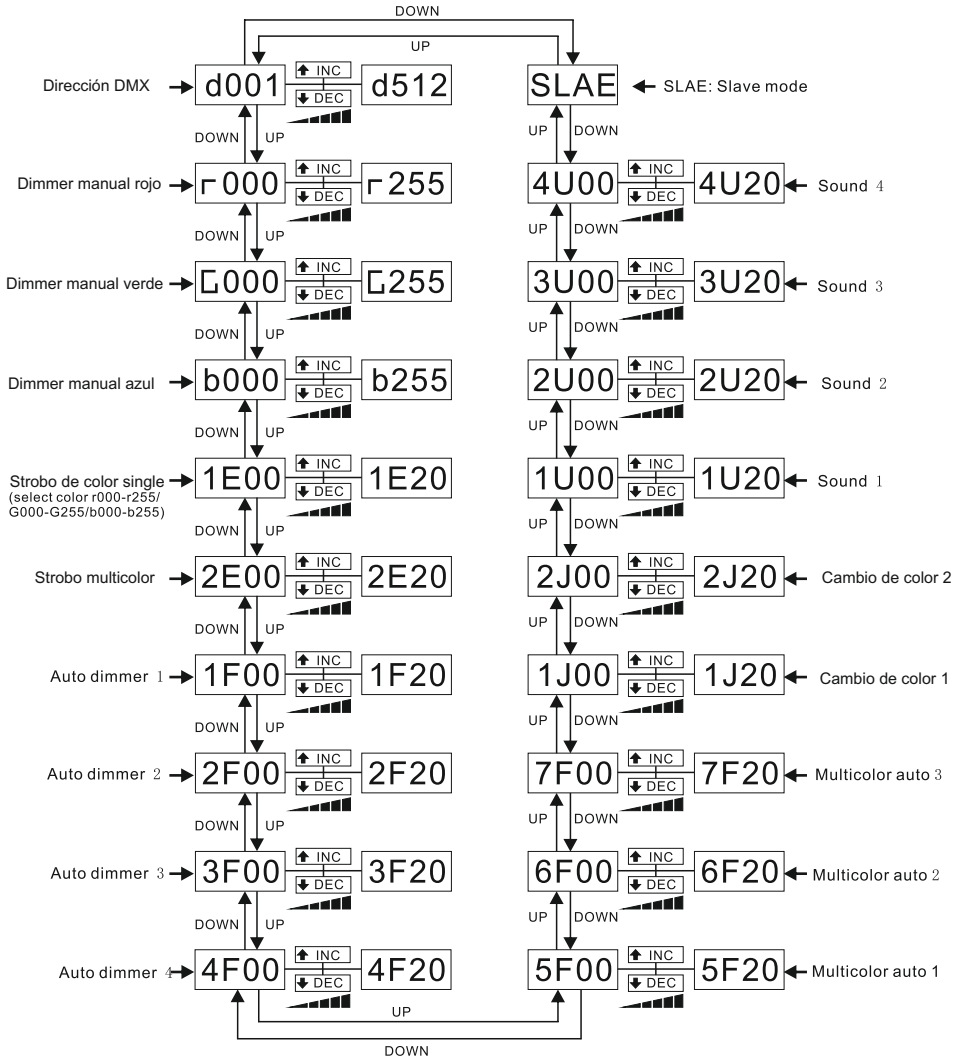 DOWN
UP
Dirección DMX d001 INC DEC d512 SLAE SLAE: Slave mode
DOWN UP UP DOWN
Dimmer manual rojo r000 INC DEC r255 4U00 INC DEC 4U20 Sound 4
DOWN UP UP DOWN
Dimmer manual verde G000 INC DEC G255 3U00 INC DEC 3U20 Sound 3
DOWN UP UP DOWN
Dimmer manual azul b000 INC DEC b255 2U00 INC DEC 2U20 Sound 2
DOWN UP UP DOWN
Strobo de color single 1E00 INC DEC 1E20 1U00 INC DEC 1U20 Sound 1
(select color r000-r255/
G000-G255/b000-b255)
DOWN UP UP DOWN
Strobo multicolor 2E00 INC DEC 2E20 2J00 INC DEC 2J20 Cambio de color 2
DOWN UP UP DOWN
Auto dimmer 1 1F00 INC DEC 1F20 1J00 INC DEC 1J20 Cambio de color 1
DOWN UP UP DOWN
Auto dimmer 2 2F00 INC DEC 2F20 7F00 INC DEC 7F20 Multicolor auto 3
DOWN UP UP DOWN
Auto dimmer 3 3F00 INC DEC 3F20 6F00 INC DEC 6F20 Multicolor auto 2
DOWN UP UP DOWN
Auto dimmer 4 4F00 INC DEC 4F20 5F00 INC DEC 5F20 Multicolor auto 1
UP
DOWN